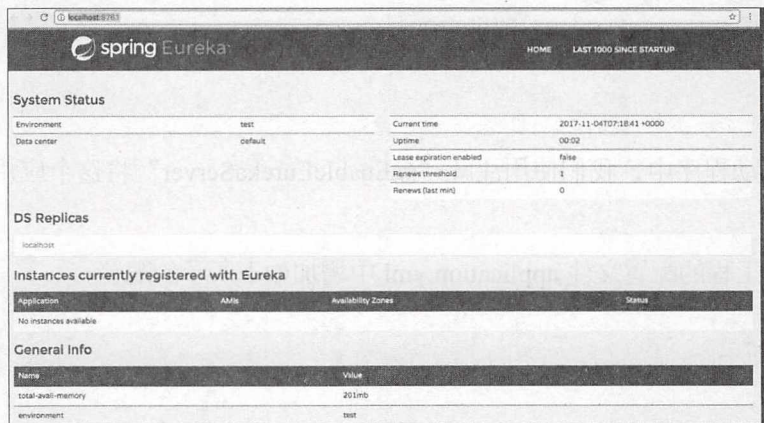 localhost:8761
spring Eureka
HOME LAST 1000 SINCE STARTUP
System Status
Environment test
Data center default
Current time 2017-11-04T07:18:41 +0000
Uptime 00:02
Lease expiration enabled false
Renews threshold 1
Renews (last min) 0
DS Replicas
localhost
Instances currently registered with Eureka
Application AMIs Availability Zones Status
No instances available
General Info
Name Value
total-avail-memory 201mb
environment test